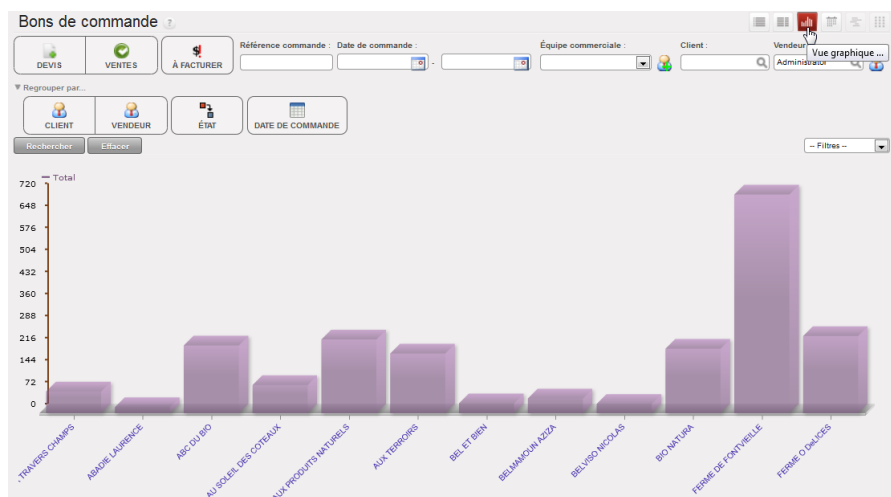 Bons de commande ?
DEVIS
VENTES
À FACTURER
Référence commande :
Date de commande :
-
Équipe commerciale :
Client :
Vendeur
Administrator
Vue graphique ...
Regrouper par...
CLIENT
VENDEUR
ÉTAT
DATE DE COMMANDE
Rechercher
Effacer
-- Filtres --
Total
720
648
576
504
432
360
288
216
144
72
0
. TRAVERS CHAMPS
ABADIE LAURENCE
ABC DU BIO
AU SOLEIL DES COTEAUX
AUX PRODUITS NATURELS
AUX TERROIRS
BEL ET BIEN
BELMAMOUN AZIZA
BELVISO NICOLAS
BIO NATURA
FERME DE FONTVIEILLE
FERME O DéLICES